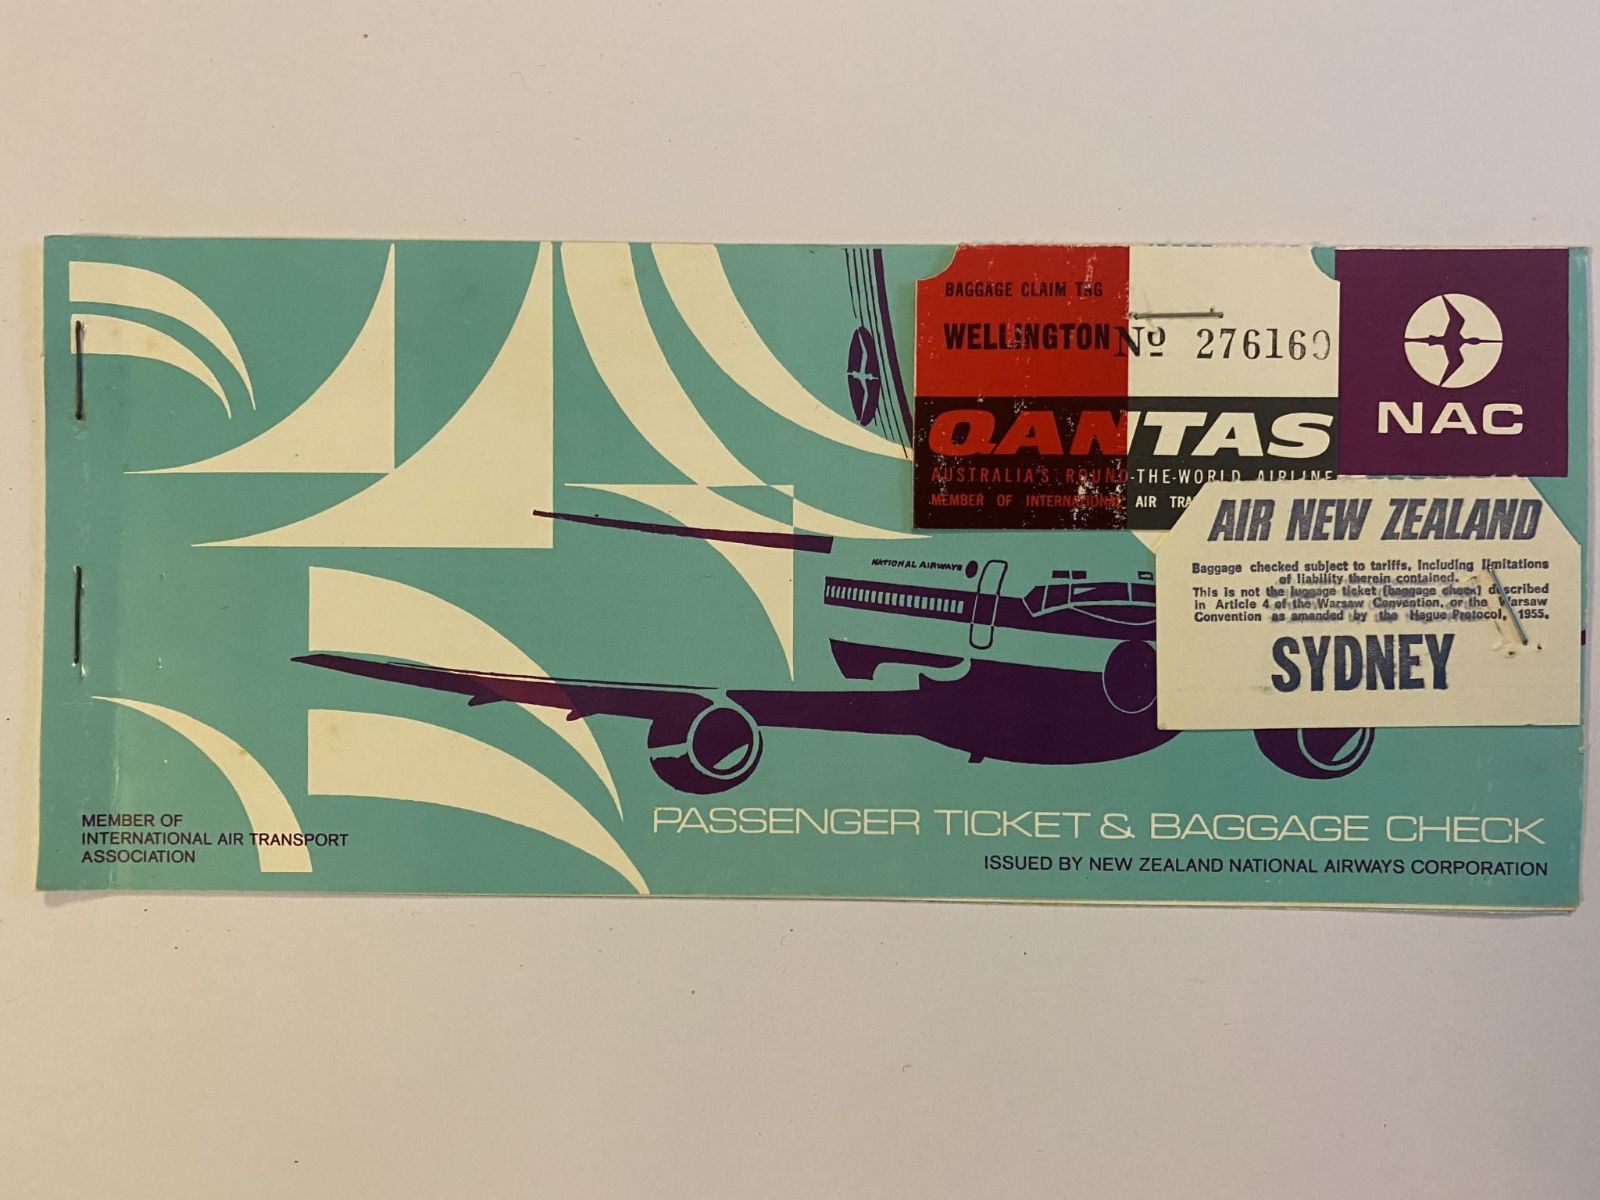 BAGGAGE CLAIM TAG
WELLINGTON No 276169
QANTAS
AUSTRALIA'S ROUND-THE-WORLD AIRLINE
MEMBER OF INTERNATIONAL AIR
NAC
AIR NEW ZEALAND
Baggage checked subject to tariffs, including limitations
of liability therein contained.
This is not the luggage ticket (baggage check) described
in Article 4 of the Warsaw Convention, or the Warsaw
Convention as amended by the Hague Protocol, 1955.
SYDNEY
NATIONAL AIRWAYS
MEMBER OF
INTERNATIONAL AIR TRANSPORT
ASSOCIATION
PASSENGER TICKET & BAGGAGE CHECK
ISSUED BY NEW ZEALAND NATIONAL AIRWAYS CORPORATION